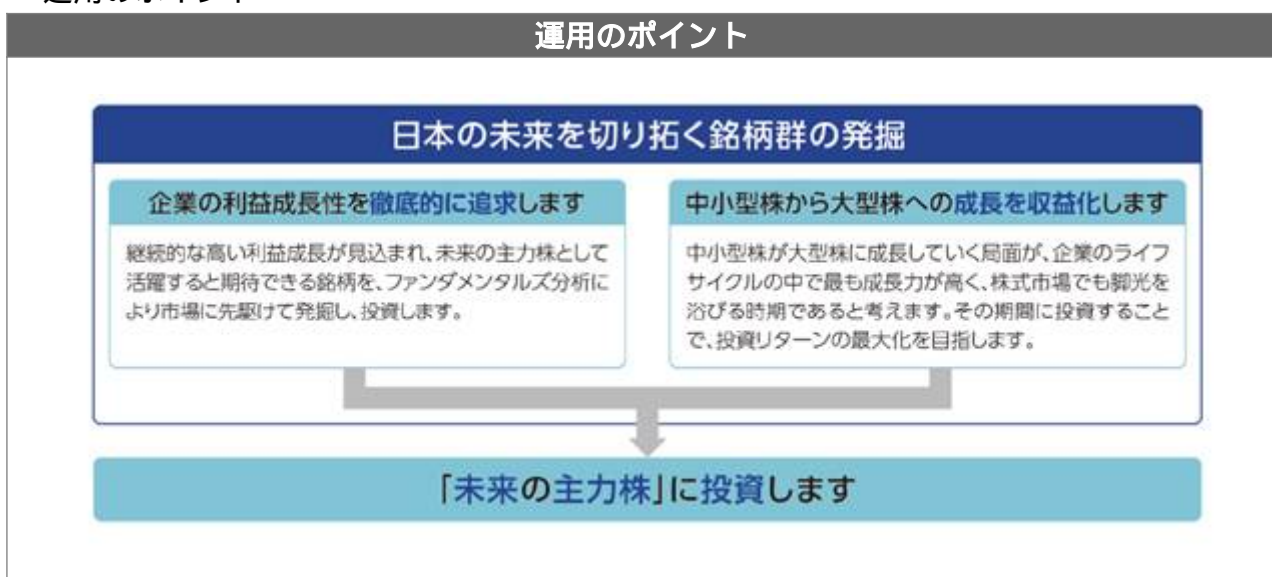 運用のポイント
日本の未来を切り拓く銘柄群の発掘
企業の利益成長性を徹底的に追求します
継続的な高い利益成長が見込まれ、未来の主力株として
活躍すると期待できる銘柄を、ファンダメンタルズ分析に
より市場に先駆けて発掘し、投資します。
中小型株から大型株への成長を収益化します
中小型株が大型株に成長していく局面が、企業のライフ
サイクルの中で最も成長力が高く、株式市場でも脚光を
浴びる時期であると考えます。その期間に投資すること
で、投資リターンの最大化を目指します。
「未来の主力株」に投資します